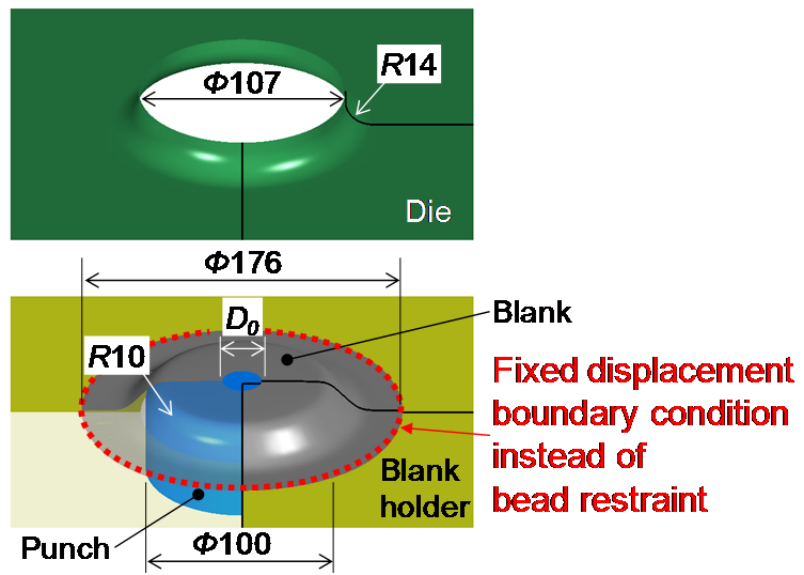 Φ107
R14
Die
Φ176
D₀
Blank
R10
Fixed displacement
boundary condition
instead of
bead restraint
Blank
holder
Punch
Φ100